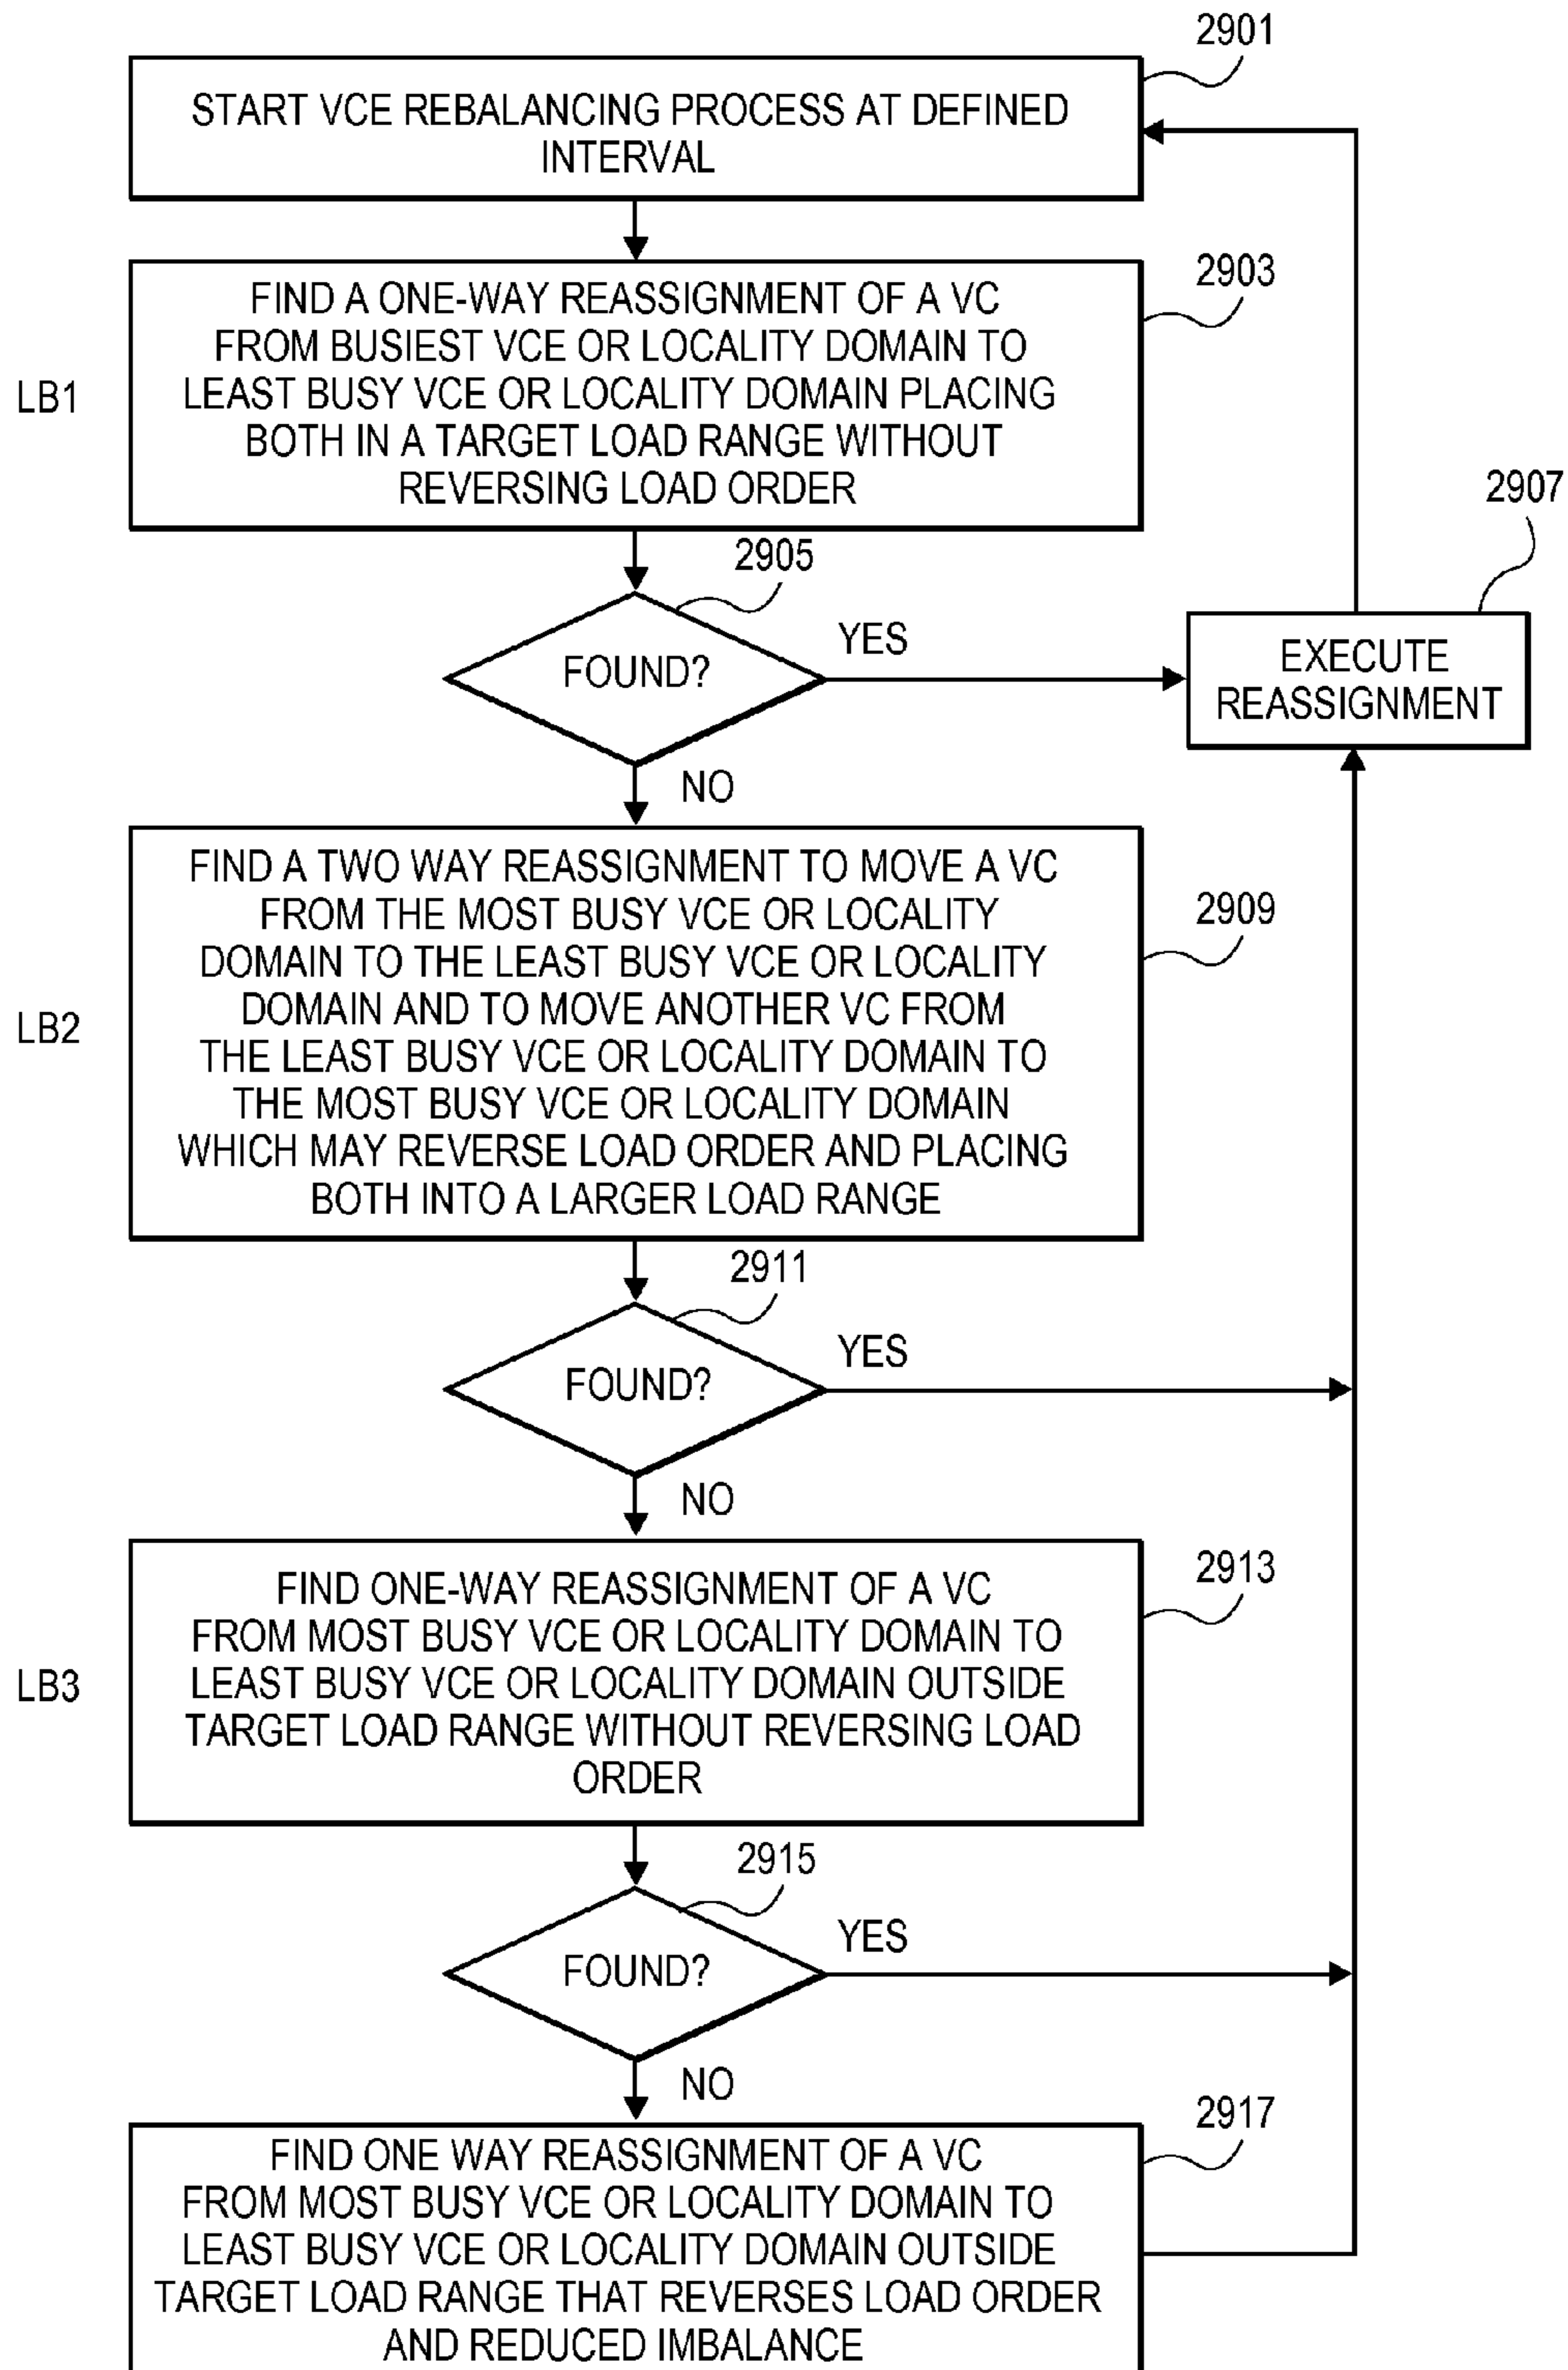 2901
START VCE REBALANCING PROCESS AT DEFINED
INTERVAL
2903
LB1
FIND A ONE-WAY REASSIGNMENT OF A VC
FROM BUSIEST VCE OR LOCALITY DOMAIN TO
LEAST BUSY VCE OR LOCALITY DOMAIN PLACING
BOTH IN A TARGET LOAD RANGE WITHOUT
REVERSING LOAD ORDER
2905
FOUND?
YES
2907
EXECUTE
REASSIGNMENT
NO
LB2
FIND A TWO WAY REASSIGNMENT TO MOVE A VC
FROM THE MOST BUSY VCE OR LOCALITY
DOMAIN TO THE LEAST BUSY VCE OR LOCALITY
DOMAIN AND TO MOVE ANOTHER VC FROM
THE LEAST BUSY VCE OR LOCALITY DOMAIN TO
THE MOST BUSY VCE OR LOCALITY DOMAIN
WHICH MAY REVERSE LOAD ORDER AND PLACING
BOTH INTO A LARGER LOAD RANGE
2909
2911
FOUND?
YES
NO
LB3
FIND ONE-WAY REASSIGNMENT OF A VC
FROM MOST BUSY VCE OR LOCALITY DOMAIN TO
LEAST BUSY VCE OR LOCALITY DOMAIN OUTSIDE
TARGET LOAD RANGE WITHOUT REVERSING LOAD
ORDER
2913
2915
FOUND?
YES
NO
2917
FIND ONE WAY REASSIGNMENT OF A VC
FROM MOST BUSY VCE OR LOCALITY DOMAIN TO
LEAST BUSY VCE OR LOCALITY DOMAIN OUTSIDE
TARGET LOAD RANGE THAT REVERSES LOAD ORDER
AND REDUCED IMBALANCE